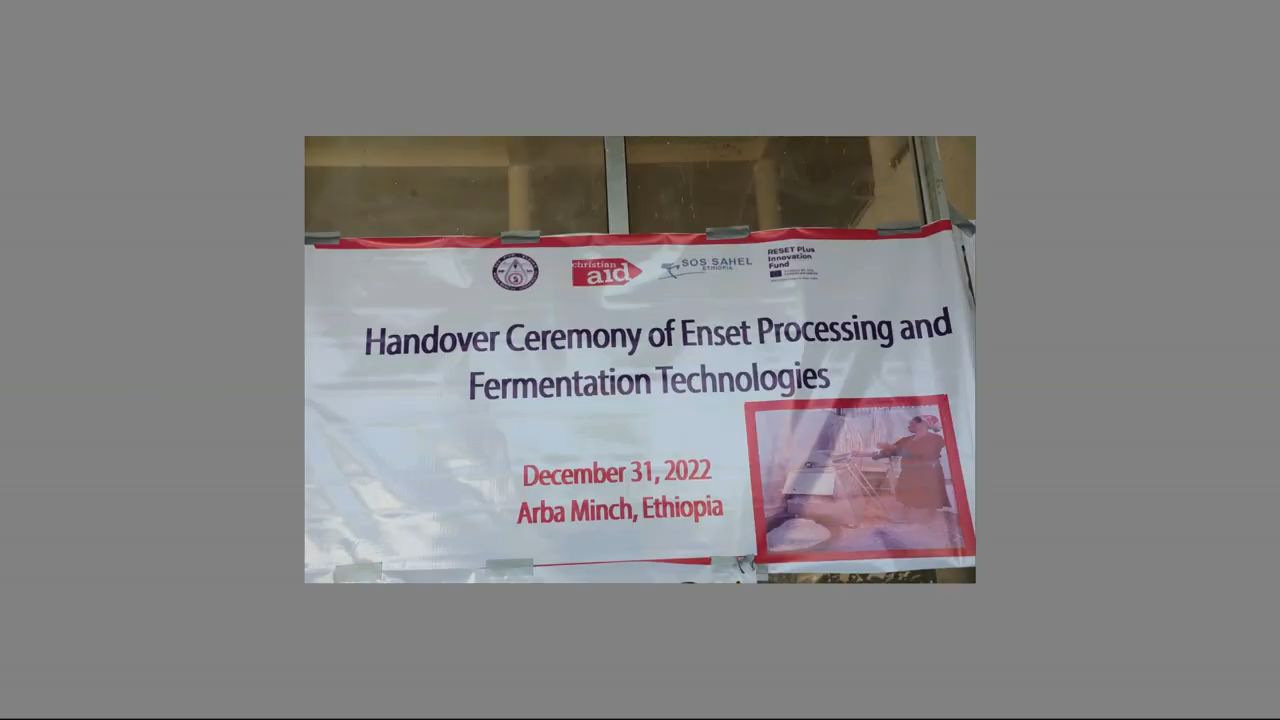 christian
aid
SOS SAHEL
ETHIOPIA
RESET Plus
Innovation
Fund
Handover Ceremony of Enset Processing and
Fermentation Technologies
December 31, 2022
Arba Minch, Ethiopia